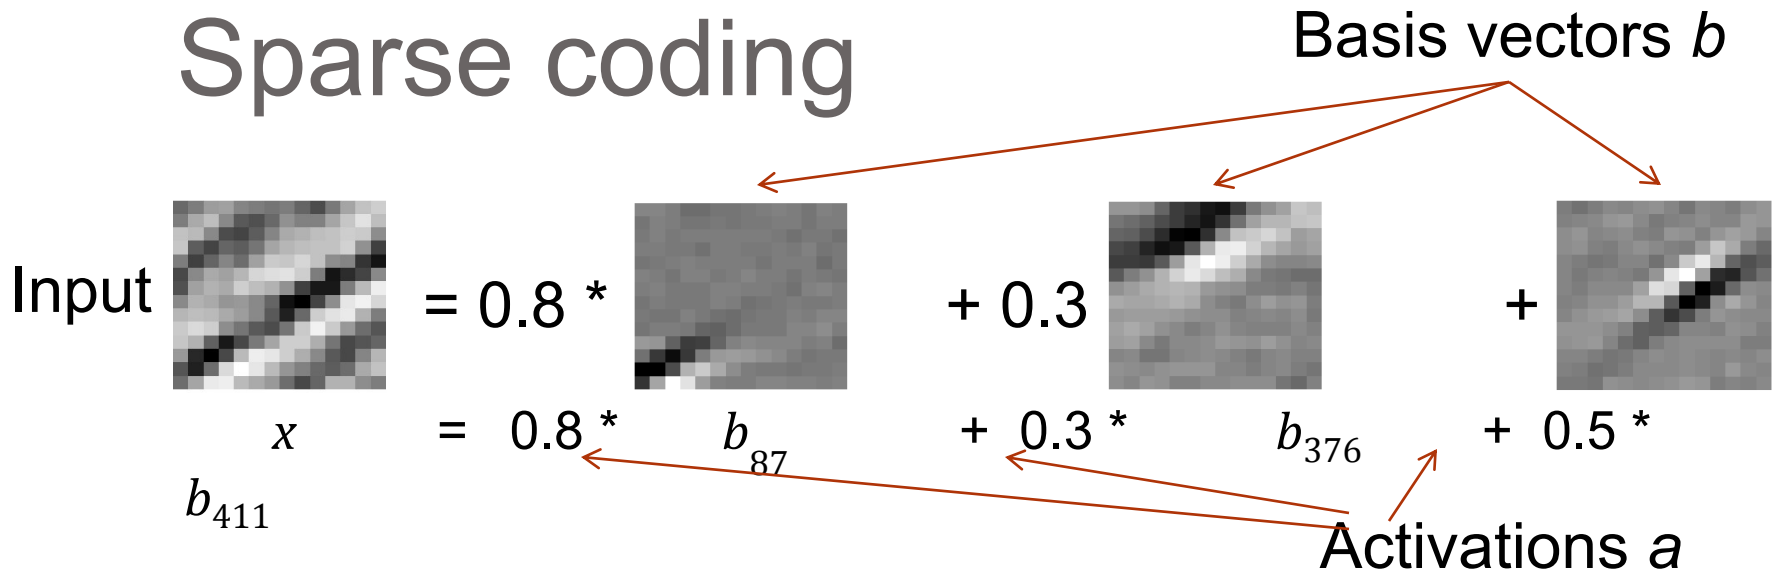 Sparse coding
Basis vectors b
Input = 0.8 * + 0.3 +
x = 0.8 * b₈₇ + 0.3 * b₃₇₆ + 0.5 *
b₄₁₁
Activations a